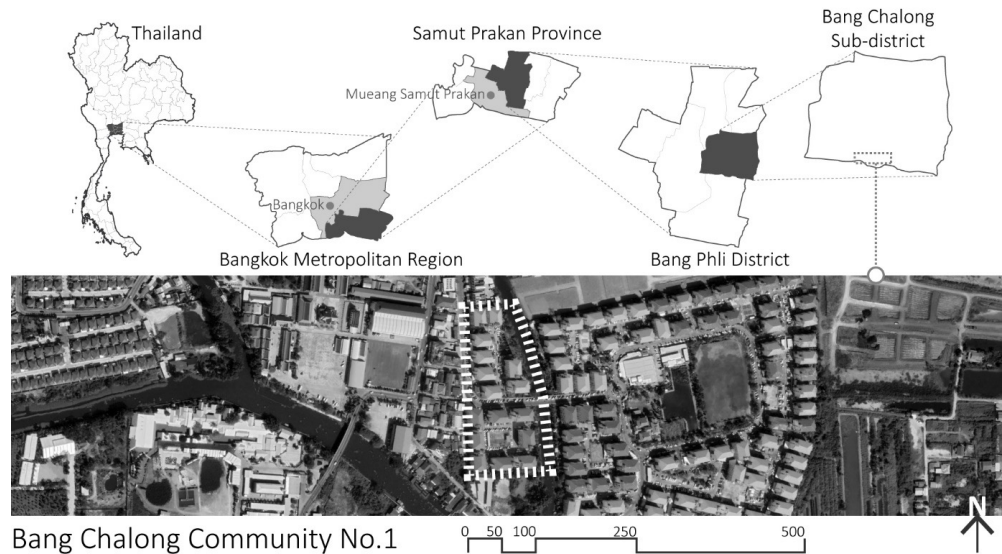 Thailand
Samut Prakan Province
Bang Chalong
Sub-district
Mueang Samut Prakan
Bangkok
Bangkok Metropolitan Region
Bang Phli District
Bang Chalong Community No.1
0 50 100 250 500
N